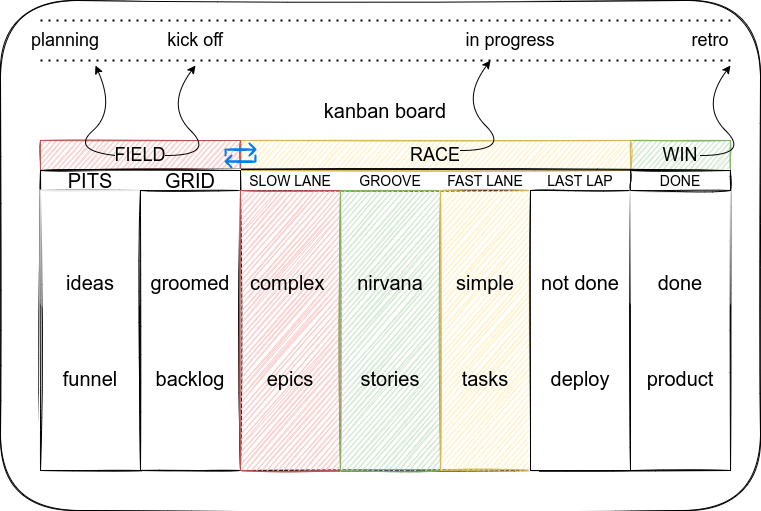 planning kick off in progress retro
kanban board
FIELD RACE WIN
PITS GRID SLOW LANE GROOVE FAST LANE LAST LAP DONE
ideas groomed complex nirvana simple not done done
funnel backlog epics stories tasks deploy product